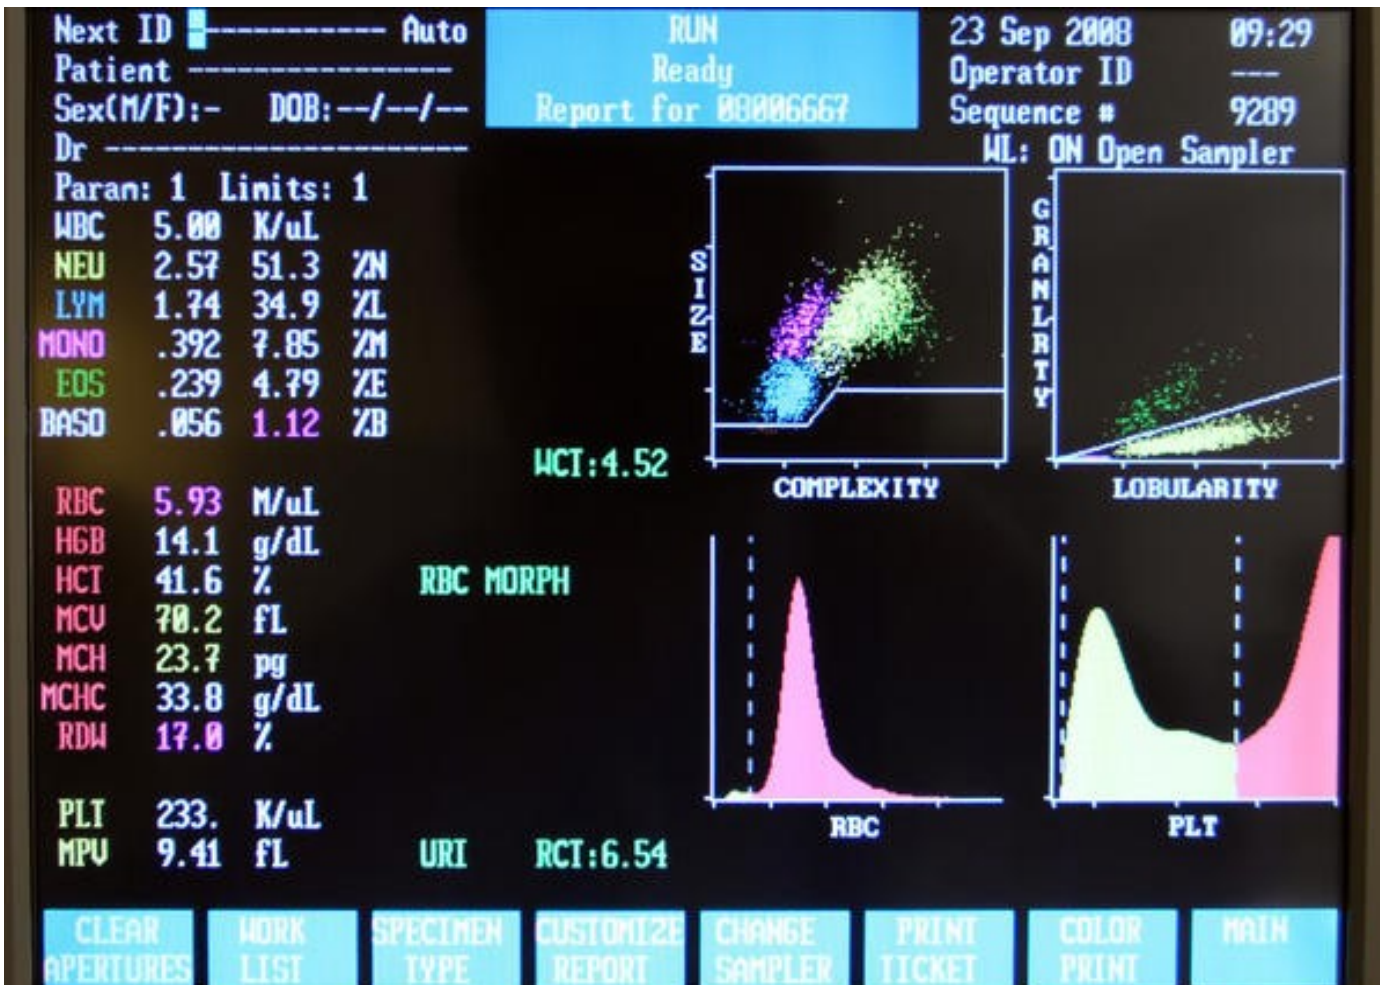 Next ID ----------- Auto
RUN
23 Sep 2008 09:29
Patient ----------------
Ready
Operator ID ---
Sex(M/F):- DOB:--/--/--
Report for 08006667
Sequence # 9289
Dr ----------------------
WL: ON Open Sampler
Param: 1 Limits: 1
WBC 5.00 K/uL
NEU 2.57 51.3 %N
LYM 1.74 34.9 %L
MONO .392 7.85 %M
EOS .239 4.79 %E
BASO .056 1.12 %B
WCT:4.52
SIZE
COMPLEXITY
GRANLRTY
LOBULARITY
RBC 5.93 M/uL
HGB 14.1 g/dL
HCT 41.6 %
RBC MORPH
MCV 70.2 fL
MCH 23.7 pg
MCHC 33.8 g/dL
RDW 17.0 %
PLT 233. K/uL
MPV 9.41 fL
URI RCT:6.54
RBC
PLT
CLEAR APERTURES
WORK LIST
SPECIMEN TYPE
CUSTOMIZE REPORT
CHANGE SAMPLER
PRINT TICKET
COLOR PRINT
MAIN